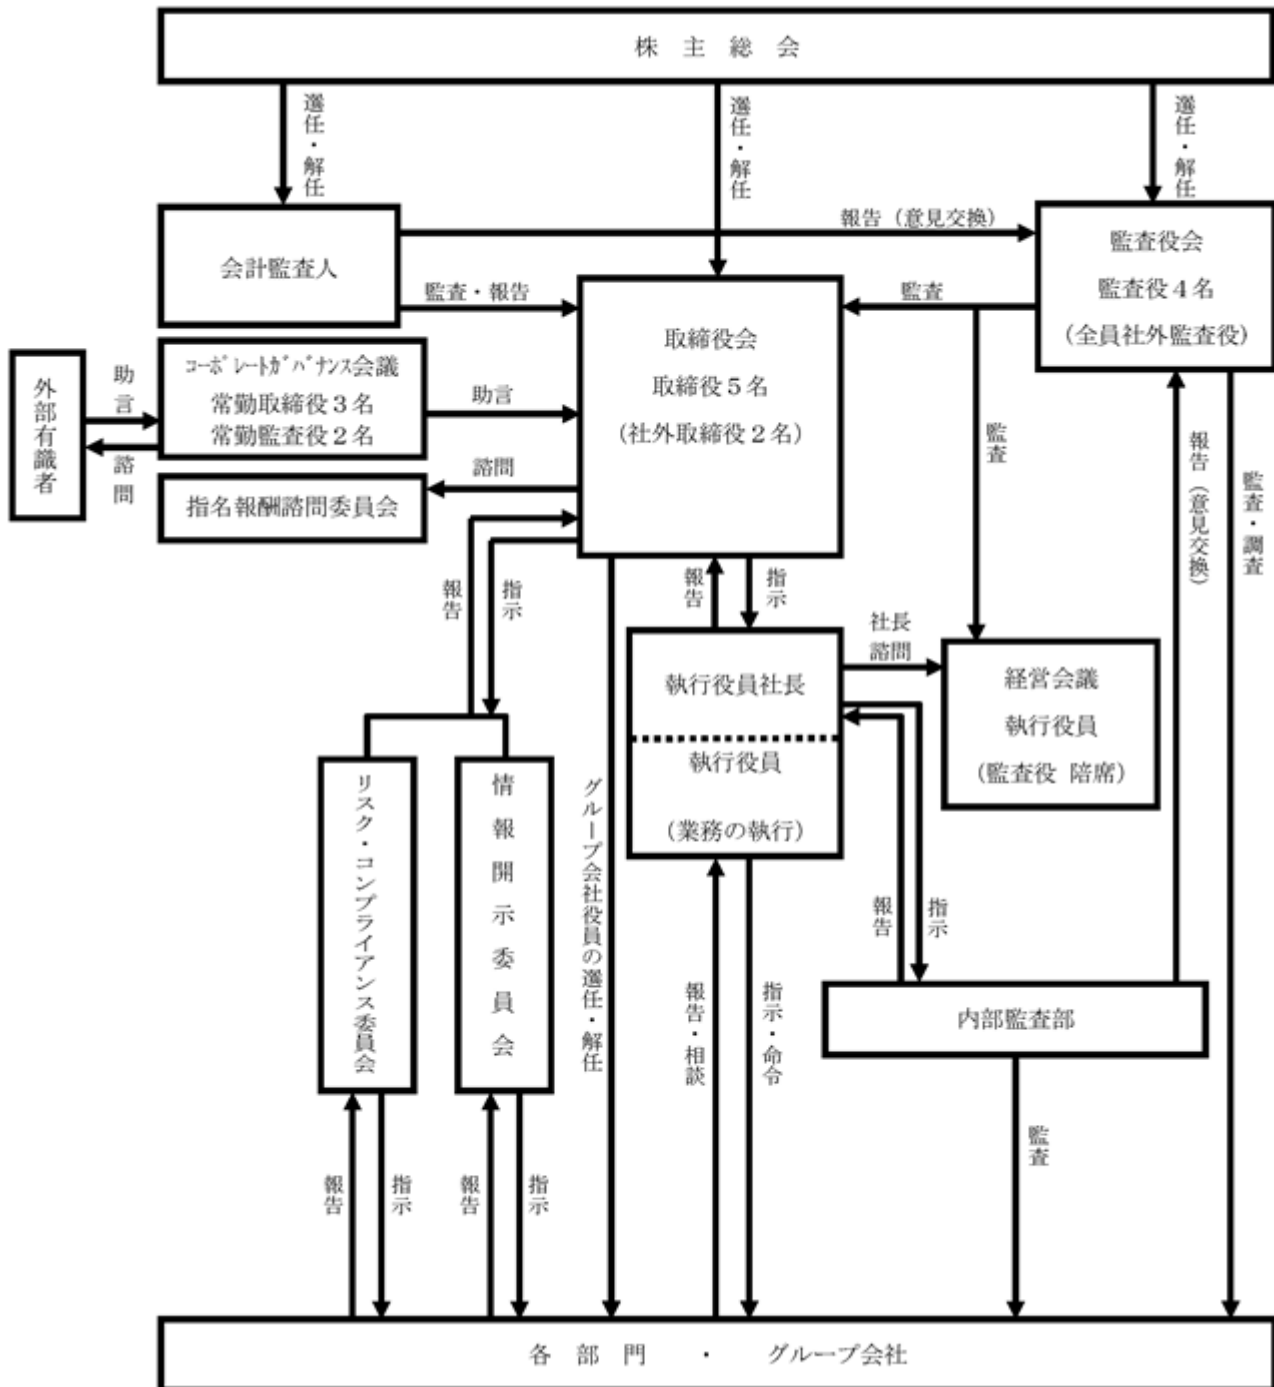 株 主 総 会
選任・解任
選任・解任
選任・解任
会計監査人
報告（意見交換）
監査役会
監査役４名
（全員社外監査役）
監査・報告
監査
取締役会
取締役５名
（社外取締役２名）
外部有識者
助言
諮問
ｺｰﾎﾟﾚｰﾄｶﾞﾊﾞﾅﾝｽ会議
常勤取締役３名
常勤監査役２名
助言
諮問
指名報酬諮問委員会
監査
報告（意見交換）
監査・調査
報告
指示
報告
指示
執行役員社長
執行役員
（業務の執行）
社長
諮問
経営会議
執行役員
（監査役 陪席）
リスク・コンプライアンス委員会
情報開示委員会
グループ会社役員の選任・解任
報告
指示
内部監査部
報告・相談
指示・命令
監査
報告
指示
報告
指示
各 部 門 ・ グループ会社